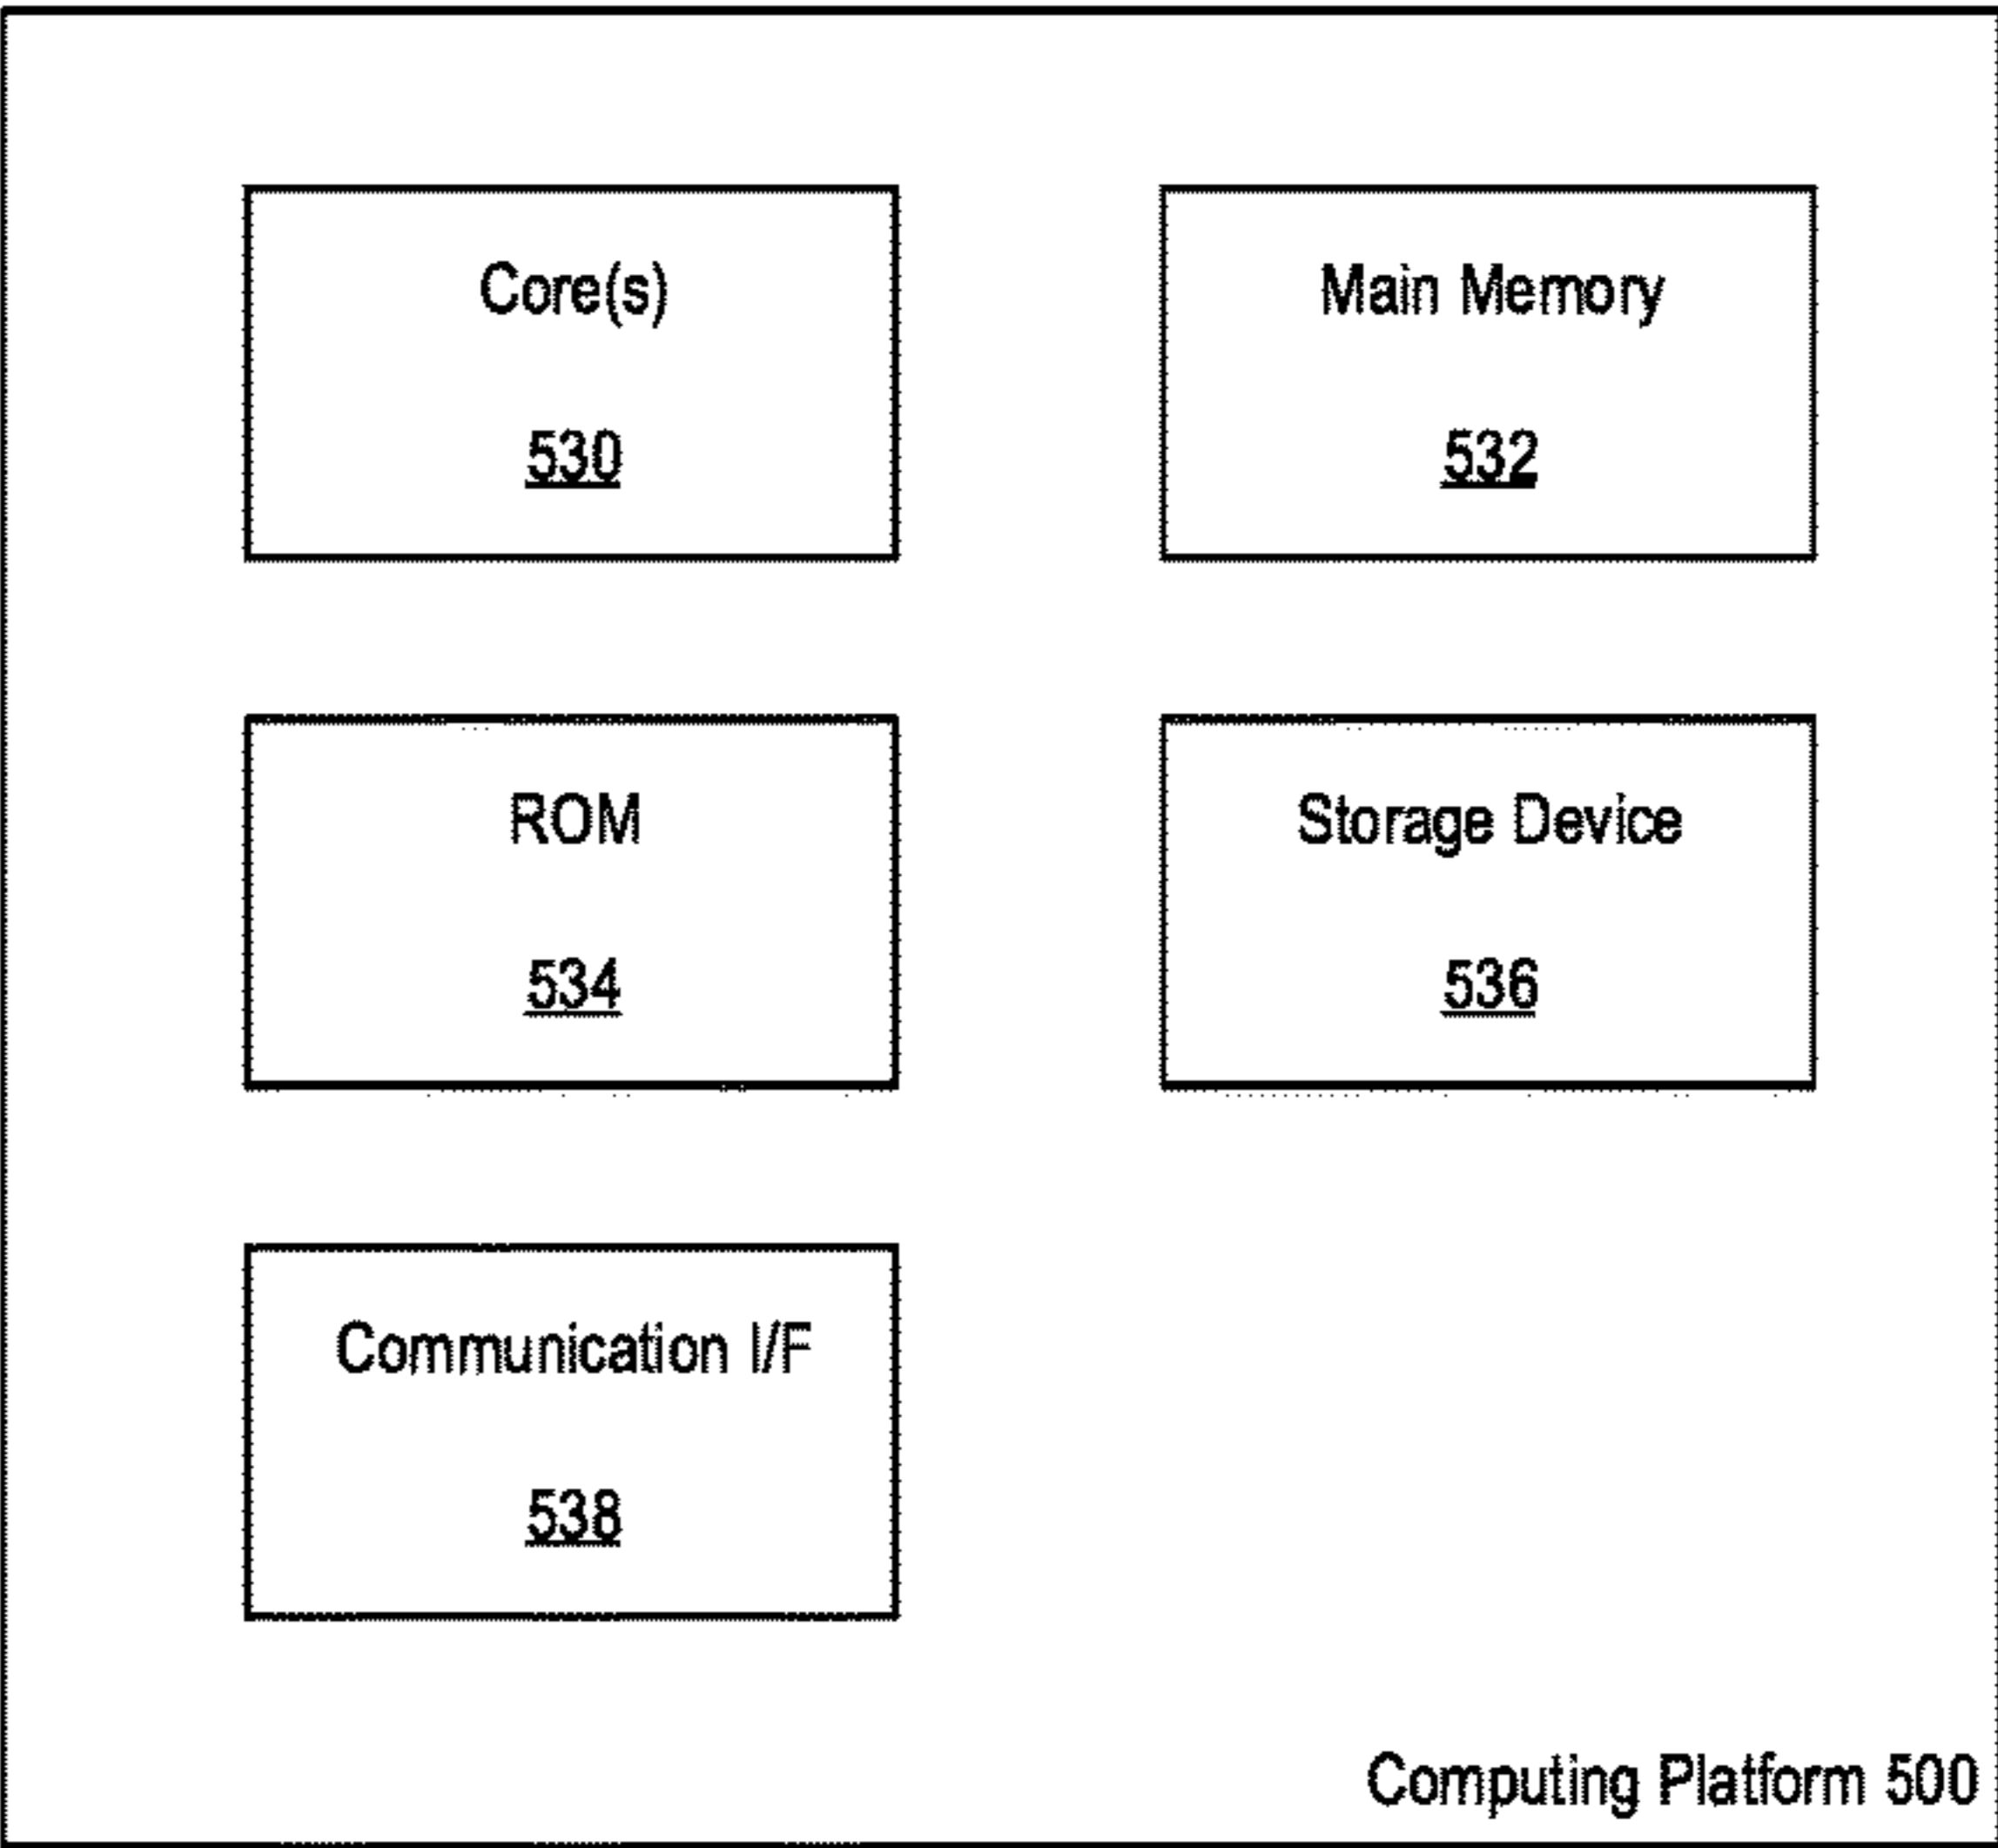 Core(s)
530
Main Memory
532
ROM
534
Storage Device
536
Communication I/F
538
Computing Platform 500